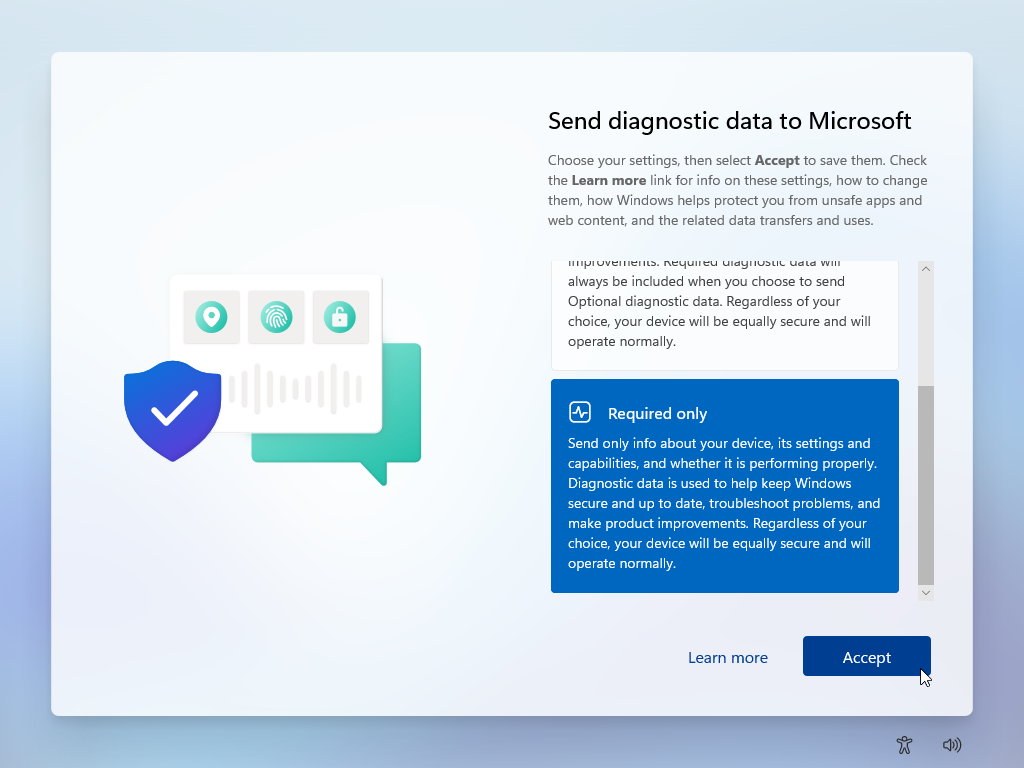 Send diagnostic data to Microsoft
Choose your settings, then select Accept to save them. Check
the Learn more link for info on these settings, how to change
them, how Windows helps protect you from unsafe apps and
web content, and the related data transfers and uses.
improvements. Required diagnostic data will
always be included when you choose to send
Optional diagnostic data. Regardless of your
choice, your device will be equally secure and will
operate normally.
Required only
Send only info about your device, its settings and
capabilities, and whether it is performing properly.
Diagnostic data is used to help keep Windows
secure and up to date, troubleshoot problems, and
make product improvements. Regardless of your
choice, your device will be equally secure and will
operate normally.
Learn more
Accept